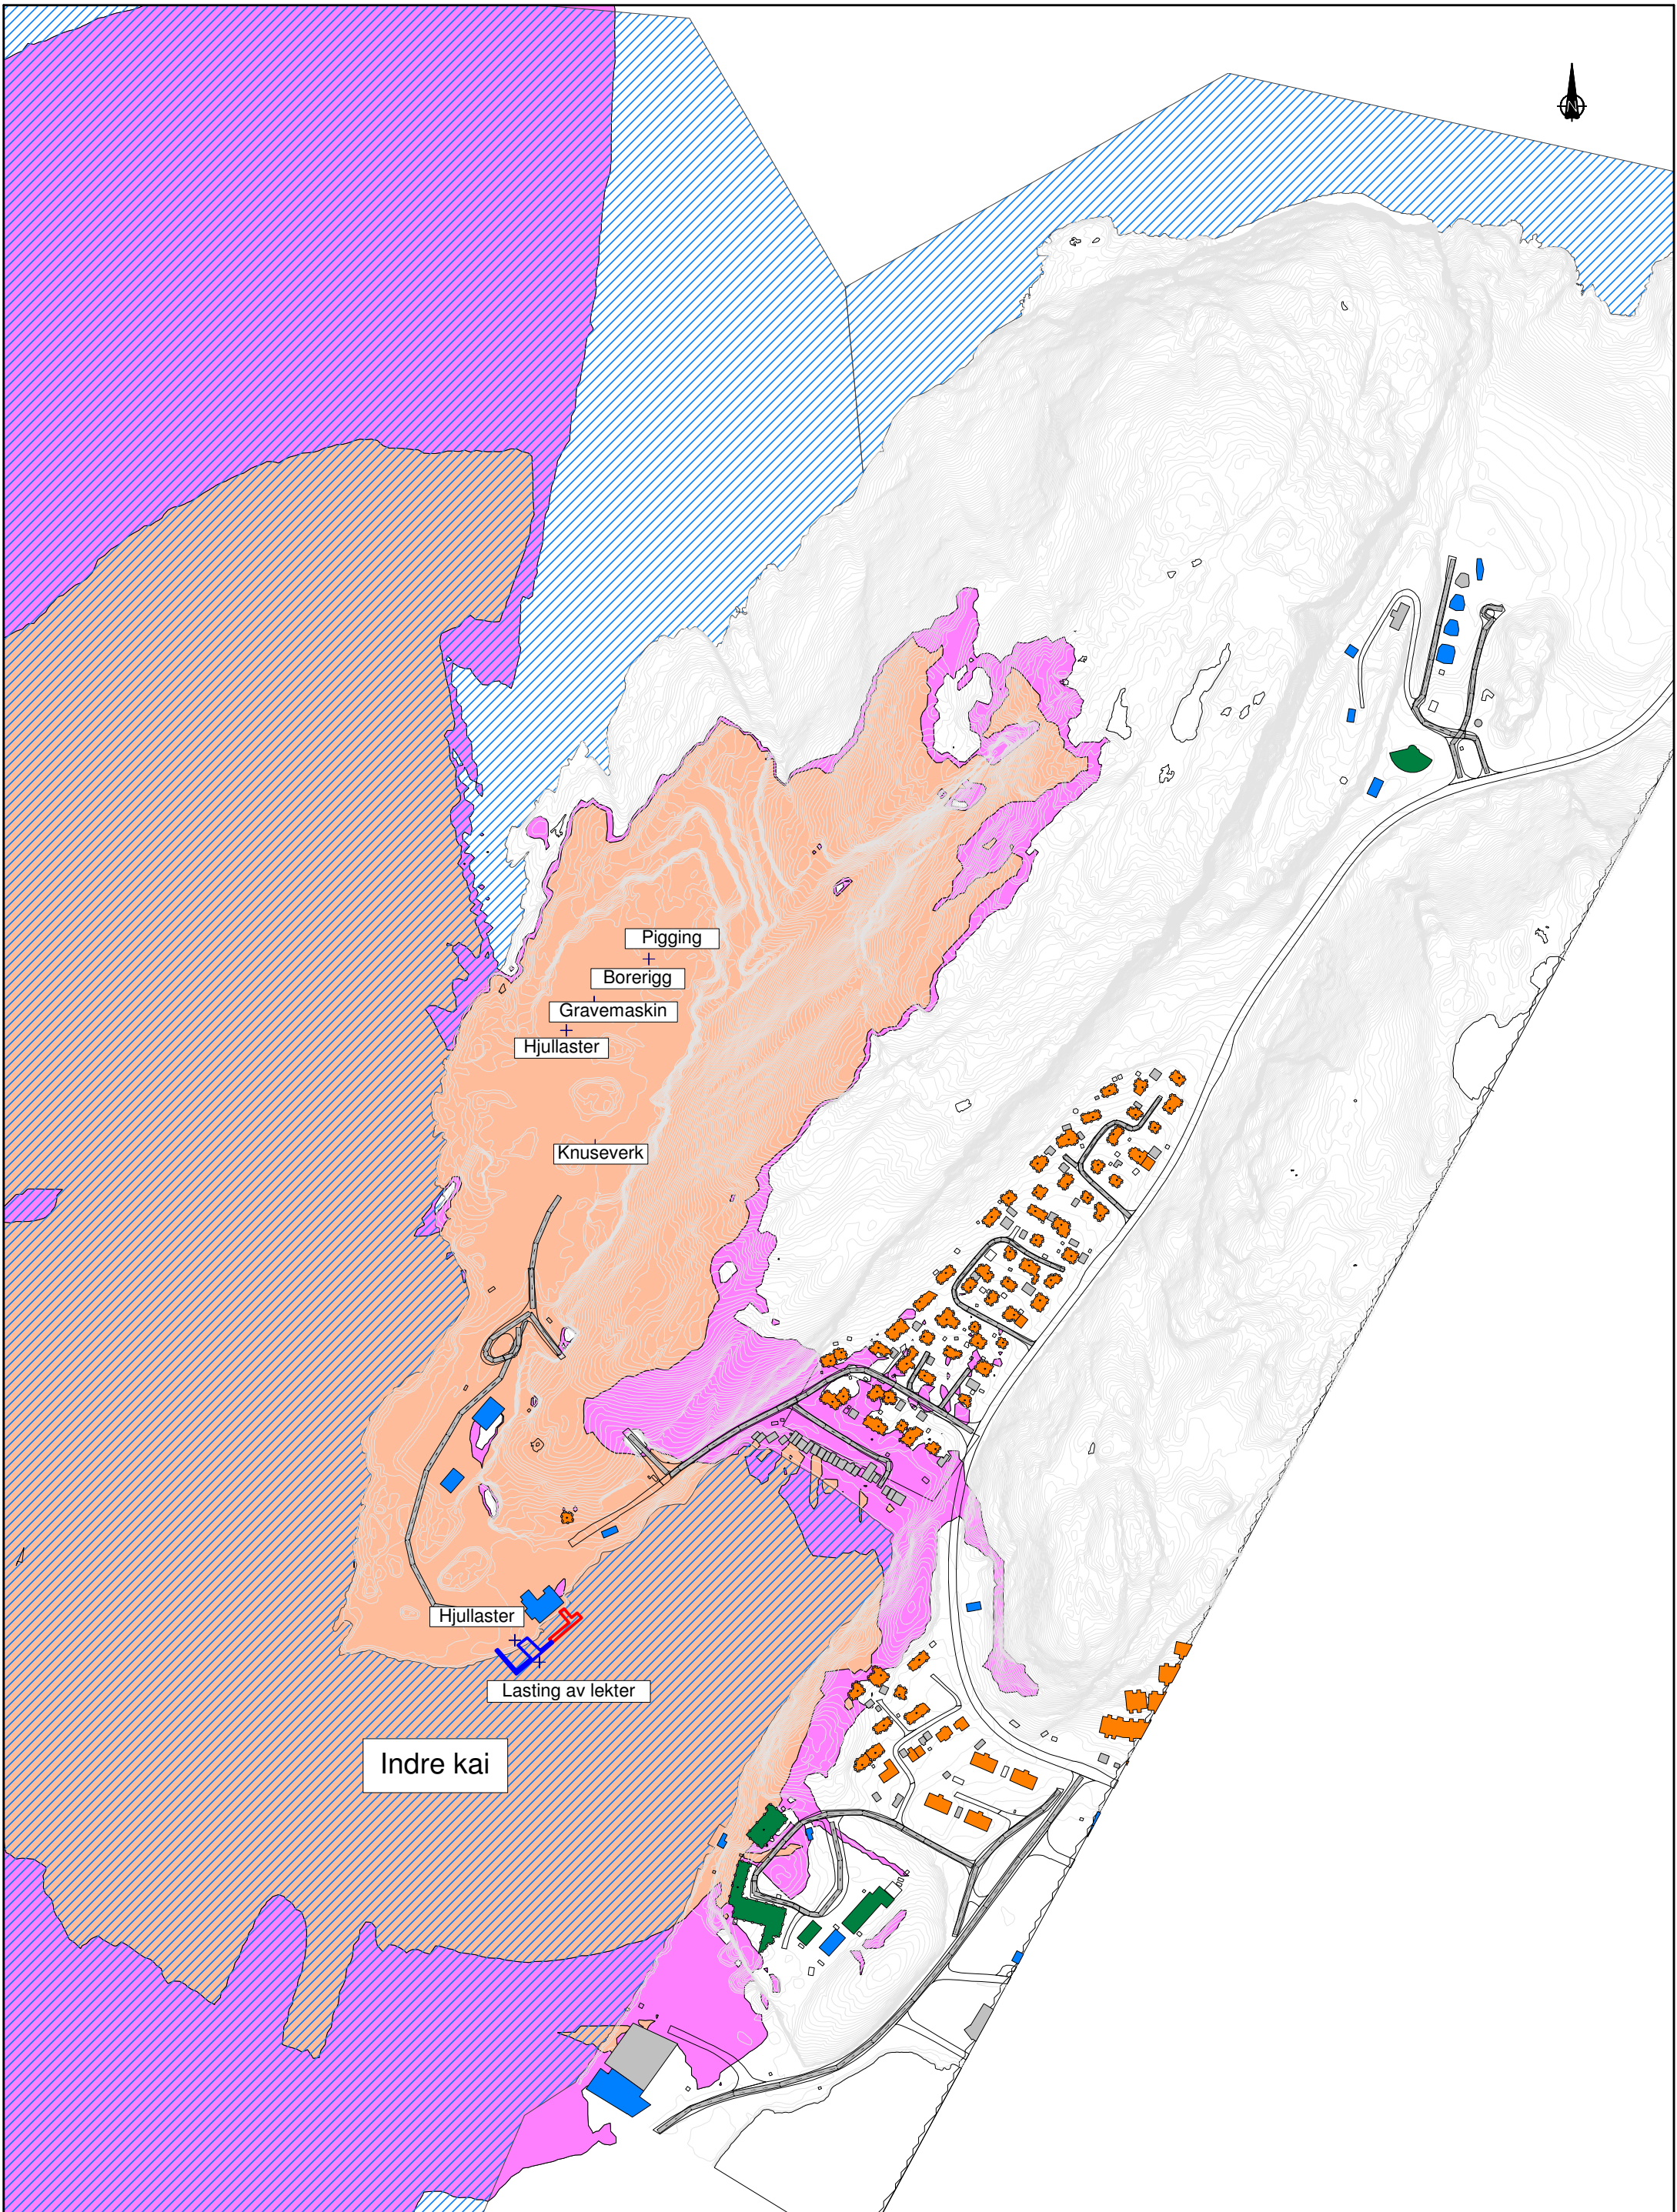 N
Pigging
Borerigg
Gravemaskin
Hjullaster
Knuseverk
Hjullaster
Lasting av lekter
Indre kai